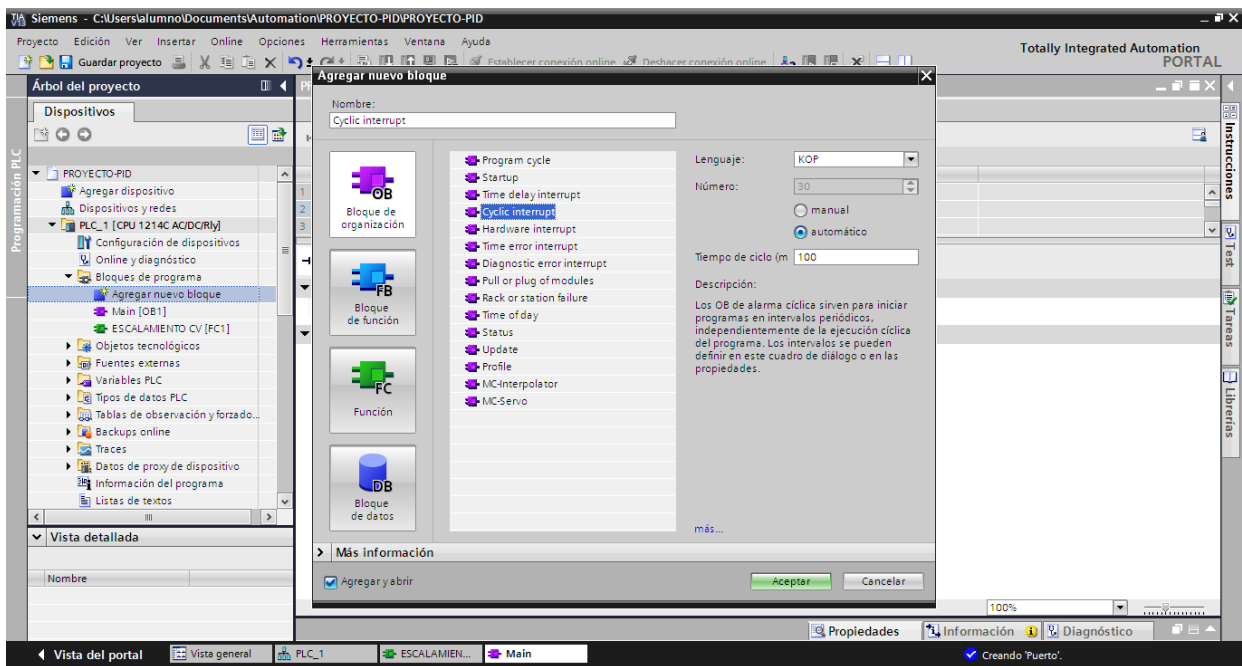 Siemens - C:\Users\alumno\Documents\Automation\PROYECTO-PID\PROYECTO-PID
Proyecto Edición Ver Insertar Online Opciones Herramientas Ventana Ayuda
Totally Integrated Automation
PORTAL
Guardar proyecto
Establecer conexión online
Deshacer conexión online
Árbol del proyecto
Dispositivos
Programación PLC
PROYECTO-PID
Agregar dispositivo
Dispositivos y redes
PLC_1 [CPU 1214C AC/DC/Rly]
Configuración de dispositivos
Online y diagnóstico
Bloques de programa
Agregar nuevo bloque
Main [OB1]
ESCALAMIENTO CV [FC1]
Objetos tecnológicos
Fuentes externas
Variables PLC
Tipos de datos PLC
Tablas de observación y forzado...
Backups online
Traces
Datos de proxy de dispositivo
Información del programa
Listas de textos
Vista detallada
Nombre
1
2
3
Agregar nuevo bloque
Nombre:
Cyclic interrupt
OB
Bloque de
organización
FB
Bloque
de función
FC
Función
DB
Bloque
de datos
Program cycle
Startup
Time delay interrupt
Cyclic interrupt
Hardware interrupt
Time error interrupt
Diagnostic error interrupt
Pull or plug of modules
Rack or station failure
Time of day
Status
Update
Profile
MC-Interpolator
MC-Servo
Lenguaje: KOP
Número: 30
manual
automático
Tiempo de ciclo (m 100
Descripción:
Los OB de alarma cíclica sirven para iniciar
programas en intervalos periódicos,
independientemente de la ejecución cíclica
del programa. Los intervalos se pueden
definir en este cuadro de diálogo o en las
propiedades.
más...
Más información
Agregar y abrir
Aceptar
Cancelar
100%
Propiedades
Información
Diagnóstico
Instrucciones
Test
Tareas
Librerías
Vista del portal
Vista general
PLC_1
ESCALAMIEN...
Main
Creando 'Puerto'.